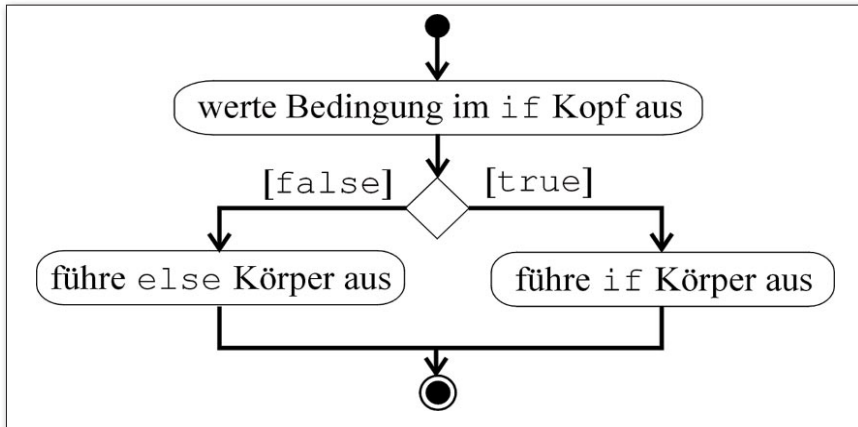 werte Bedingung im if Kopf aus
[false]
[true]
führe else Körper aus
führe if Körper aus